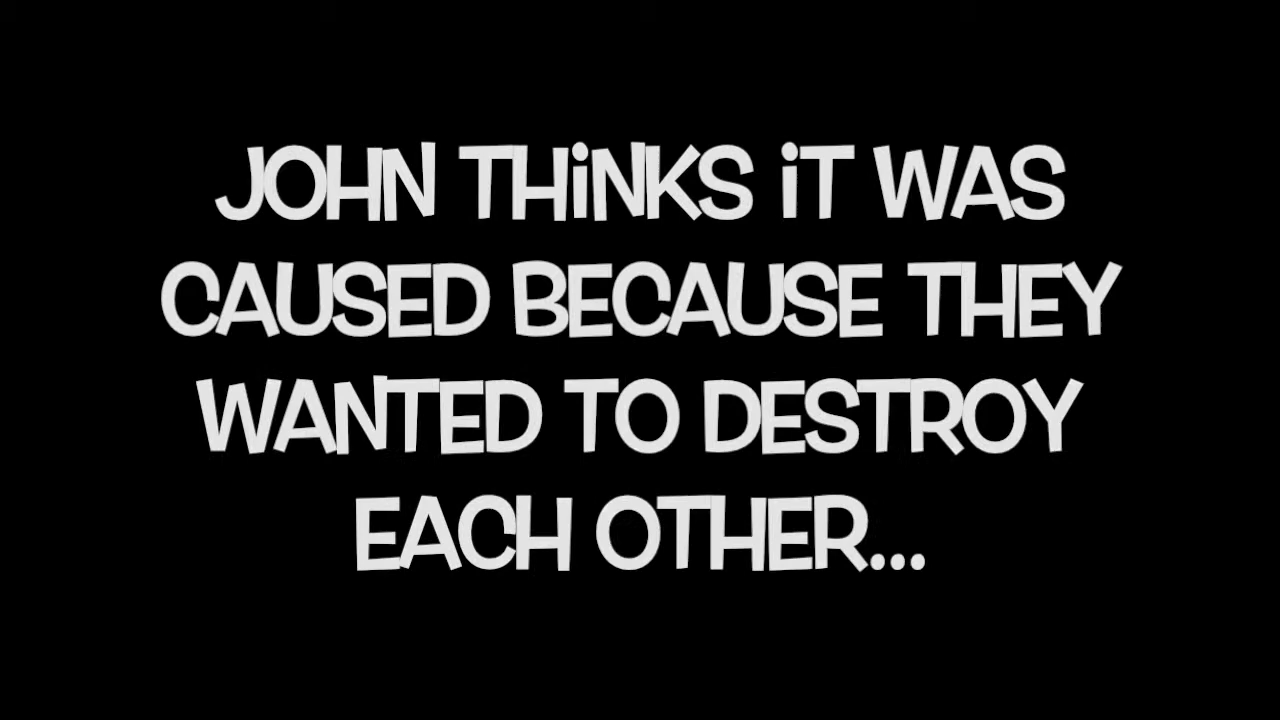 JOHN THiNKS iT WAS
CAUSED BECAUSE THEY
WANTED TO DESTROY
EACH OTHER...